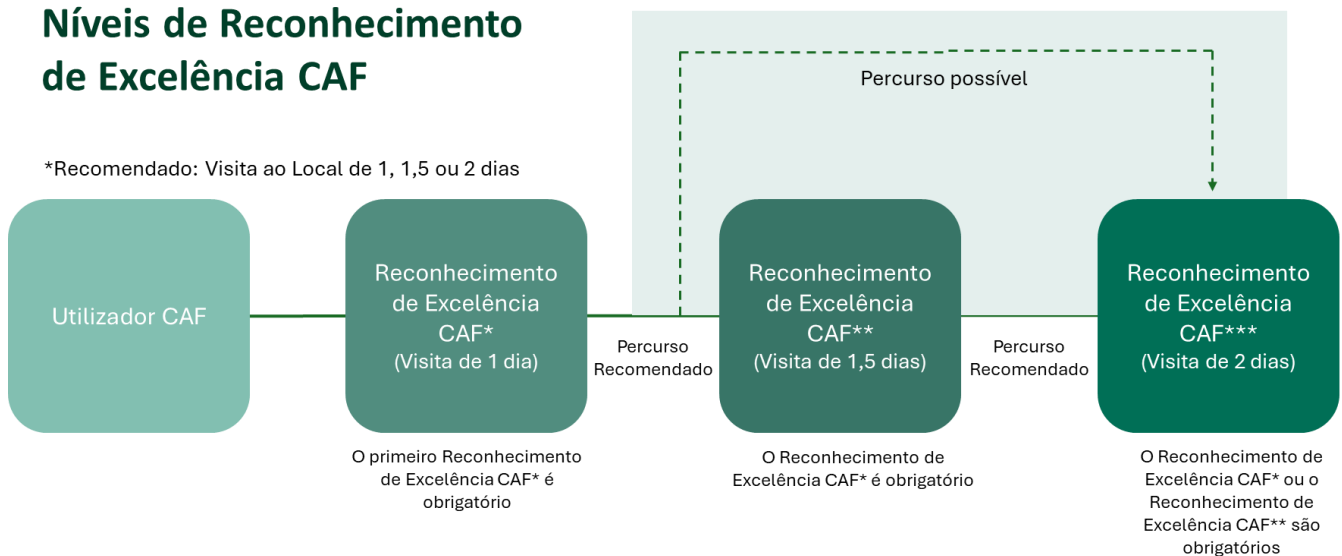 Níveis de Reconhecimento
de Excelência CAF
Percurso possível
*Recomendado: Visita ao Local de 1, 1,5 ou 2 dias
Utilizador CAF
Reconhecimento
de Excelência
CAF*
(Visita de 1 dia)
Percurso
Recomendado
Reconhecimento
de Excelência
CAF**
(Visita de 1,5 dias)
Percurso
Recomendado
Reconhecimento
de Excelência
CAF***
(Visita de 2 dias)
O primeiro Reconhecimento
de Excelência CAF* é
obrigatório
O Reconhecimento de
Excelência CAF* é obrigatório
O Reconhecimento de
Excelência CAF* ou o
Reconhecimento de
Excelência CAF** são
obrigatórios